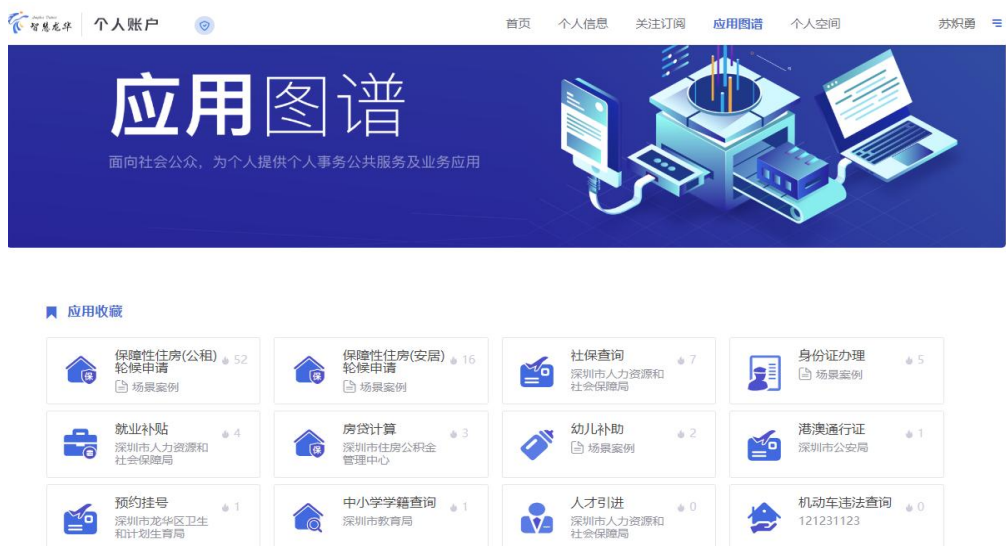 智慧龙华 个人账户 首页 个人信息 关注订阅 应用图谱 个人空间 苏炽勇
应用图谱
面向社会公众，为个人提供个人事务公共服务及业务应用
应用收藏
保障性住房(公租)
轮候申请
52
场景案例
保障性住房(安居)
轮候申请
16
场景案例
社保查询
7
深圳市人力资源和
社会保障局
身份证办理
5
场景案例
就业补贴
4
深圳市人力资源和
社会保障局
房贷计算
3
深圳市住房公积金
管理中心
幼儿补助
2
场景案例
港澳通行证
1
深圳市公安局
预约挂号
1
深圳市龙华区卫生
和计划生育局
中小学学籍查询
1
深圳市教育局
人才引进
0
深圳市人力资源和
社会保障局
机动车违法查询
0
121231123